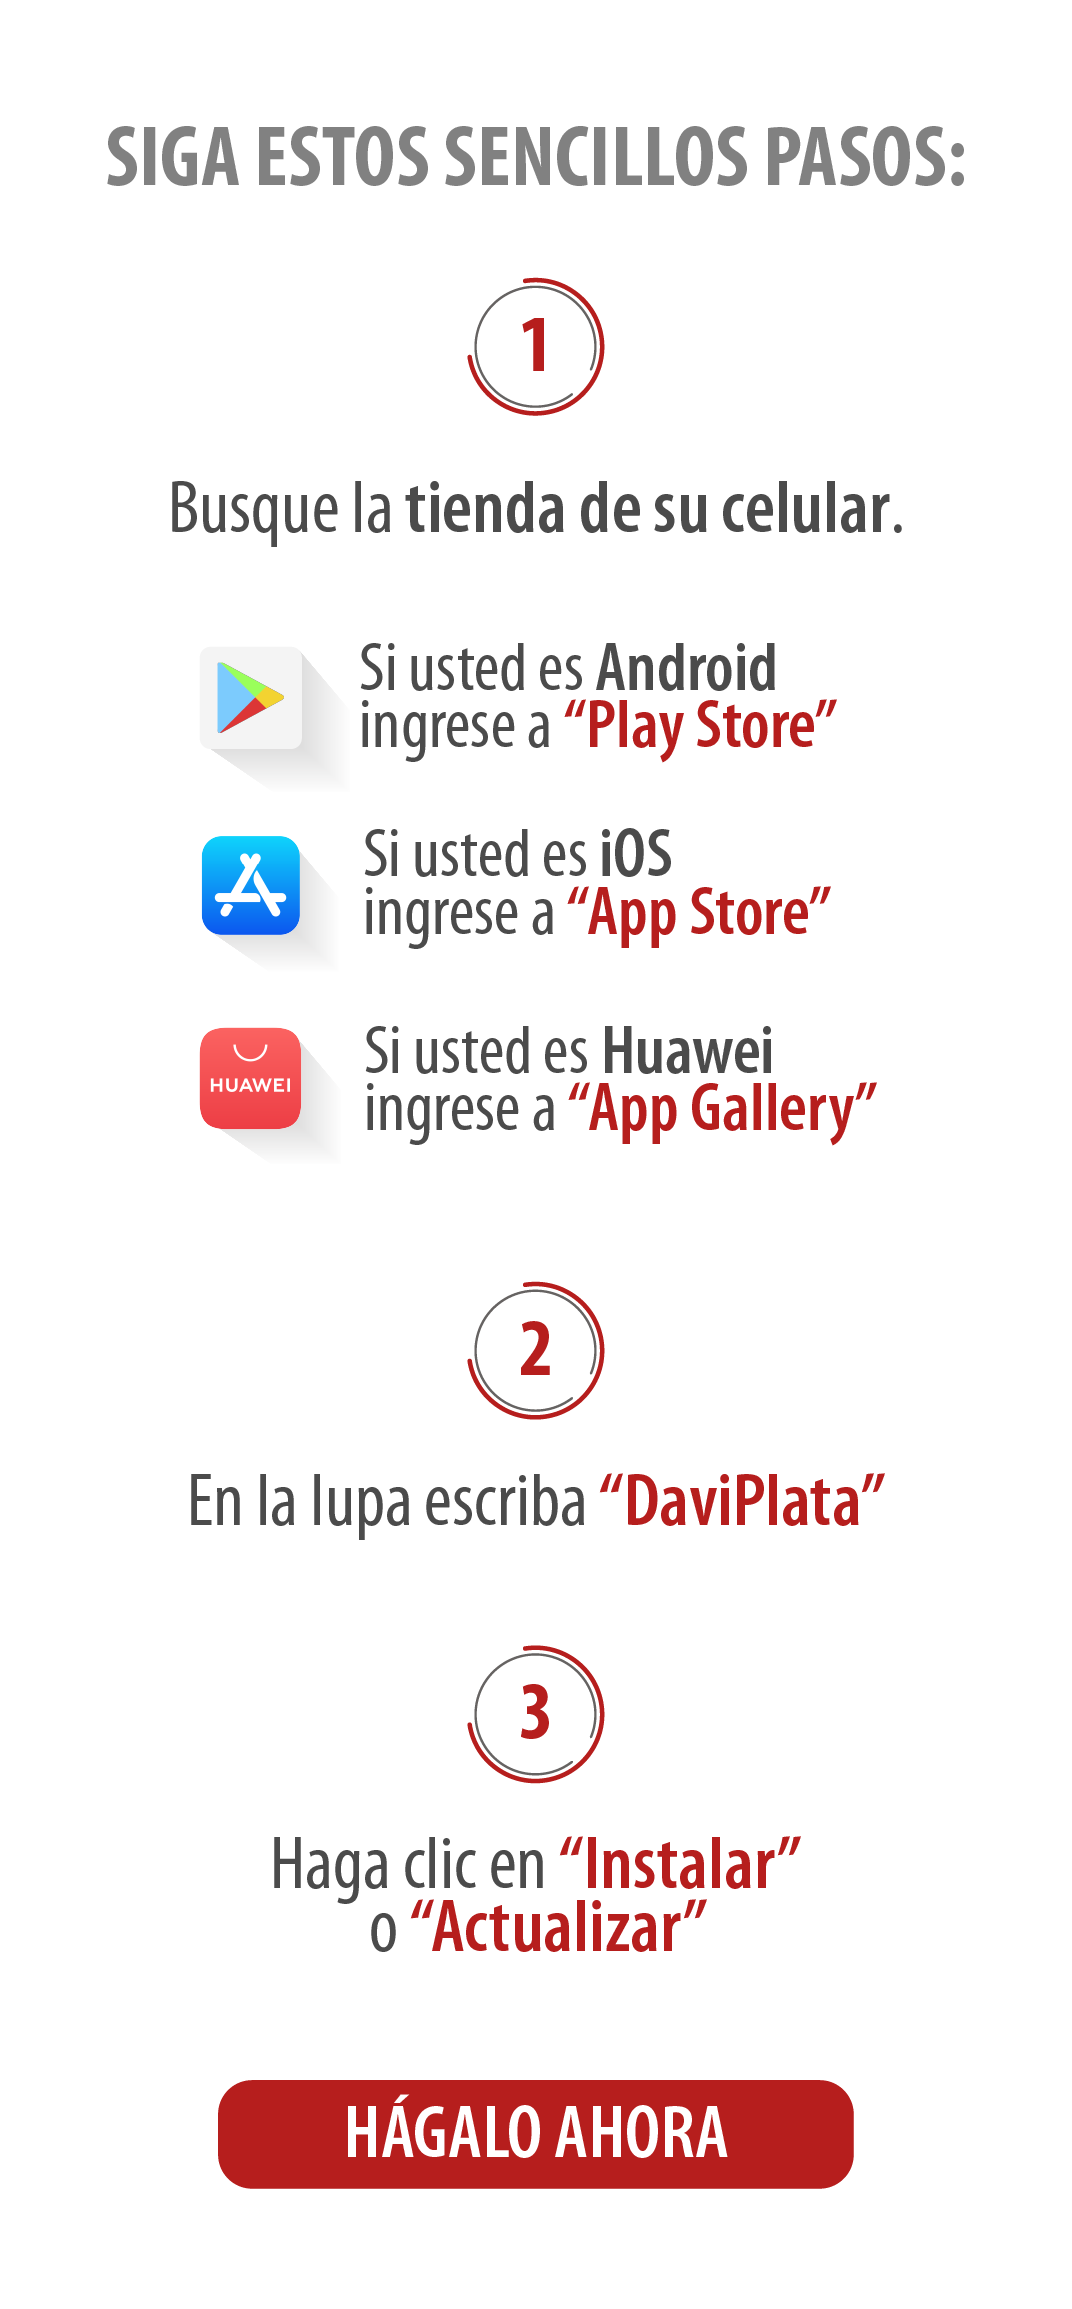 SIGA ESTOS SENCILLOS PASOS:
1
Busque la tienda de su celular.
Si usted es Android
ingrese a “Play Store”
Si usted es iOS
ingrese a “App Store”
HUAWEI
Si usted es Huawei
ingrese a “App Gallery”
2
En la lupa escriba “DaviPlata”
3
Haga clic en “Instalar”
o “Actualizar”
HÁGALO AHORA